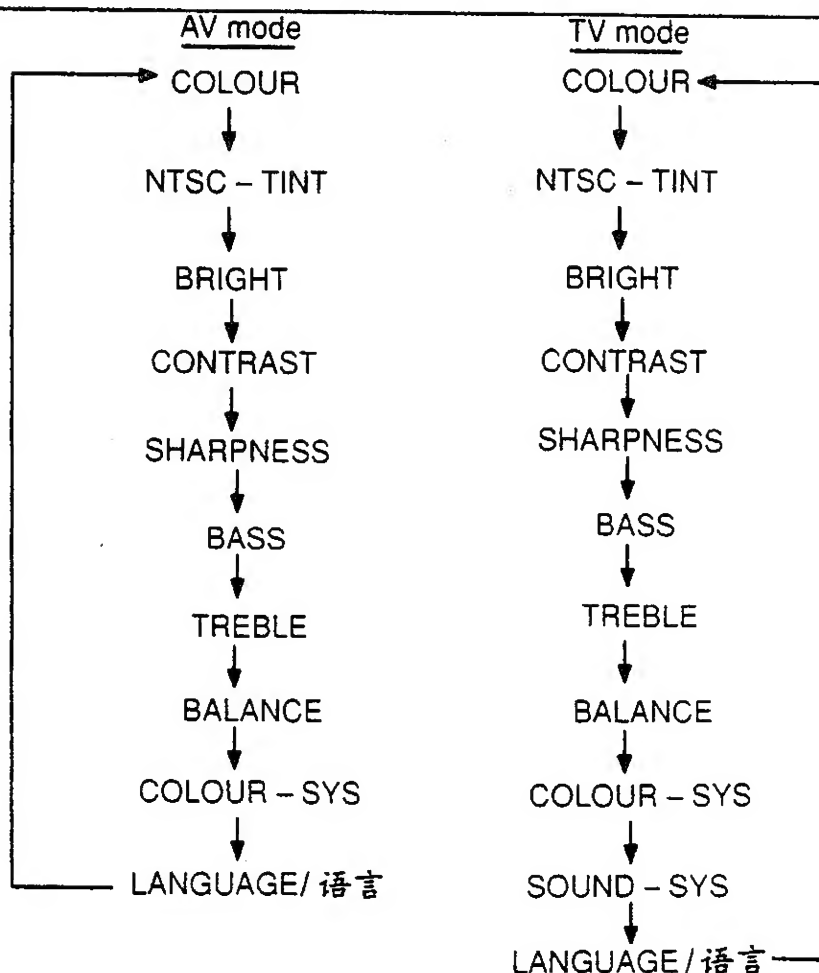 AV mode
COLOUR
NTSC – TINT
BRIGHT
CONTRAST
SHARPNESS
BASS
TREBLE
BALANCE
COLOUR – SYS
LANGUAGE/ 语言
TV mode
COLOUR
NTSC – TINT
BRIGHT
CONTRAST
SHARPNESS
BASS
TREBLE
BALANCE
COLOUR – SYS
SOUND – SYS
LANGUAGE / 语言